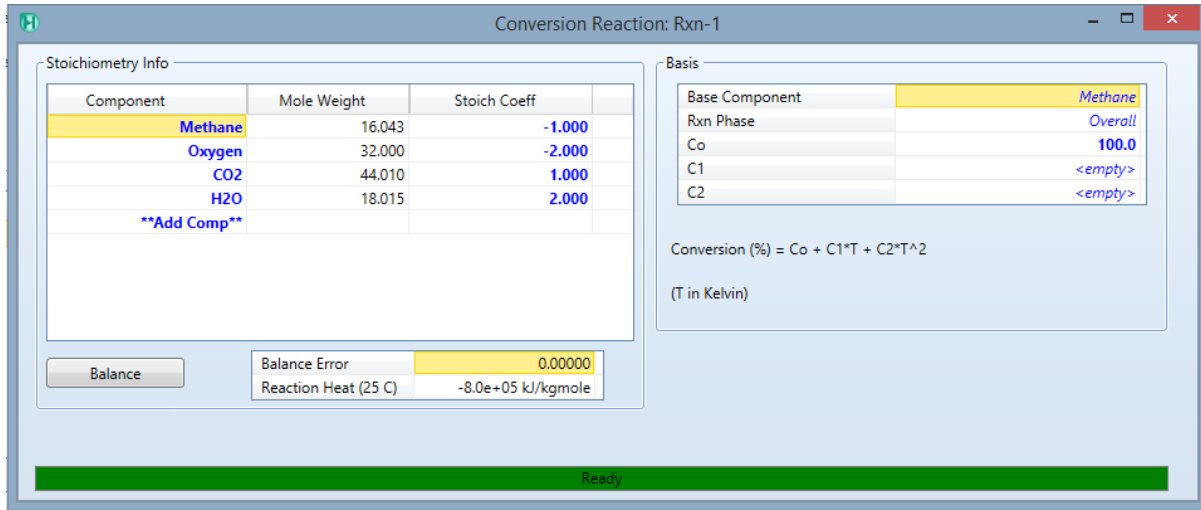 Conversion Reaction: Rxn-1
Stoichiometry Info
Component Mole Weight Stoich Coeff
Methane 16.043 -1.000
Oxygen 32.000 -2.000
CO2 44.010 1.000
H2O 18.015 2.000
**Add Comp**
Balance
Balance Error 0.00000
Reaction Heat (25 C) -8.0e+05 kJ/kgmole
Basis
Base Component Methane
Rxn Phase Overall
Co 100.0
C1 <empty>
C2 <empty>
Conversion (%) = Co + C1*T + C2*T^2
(T in Kelvin)
Ready